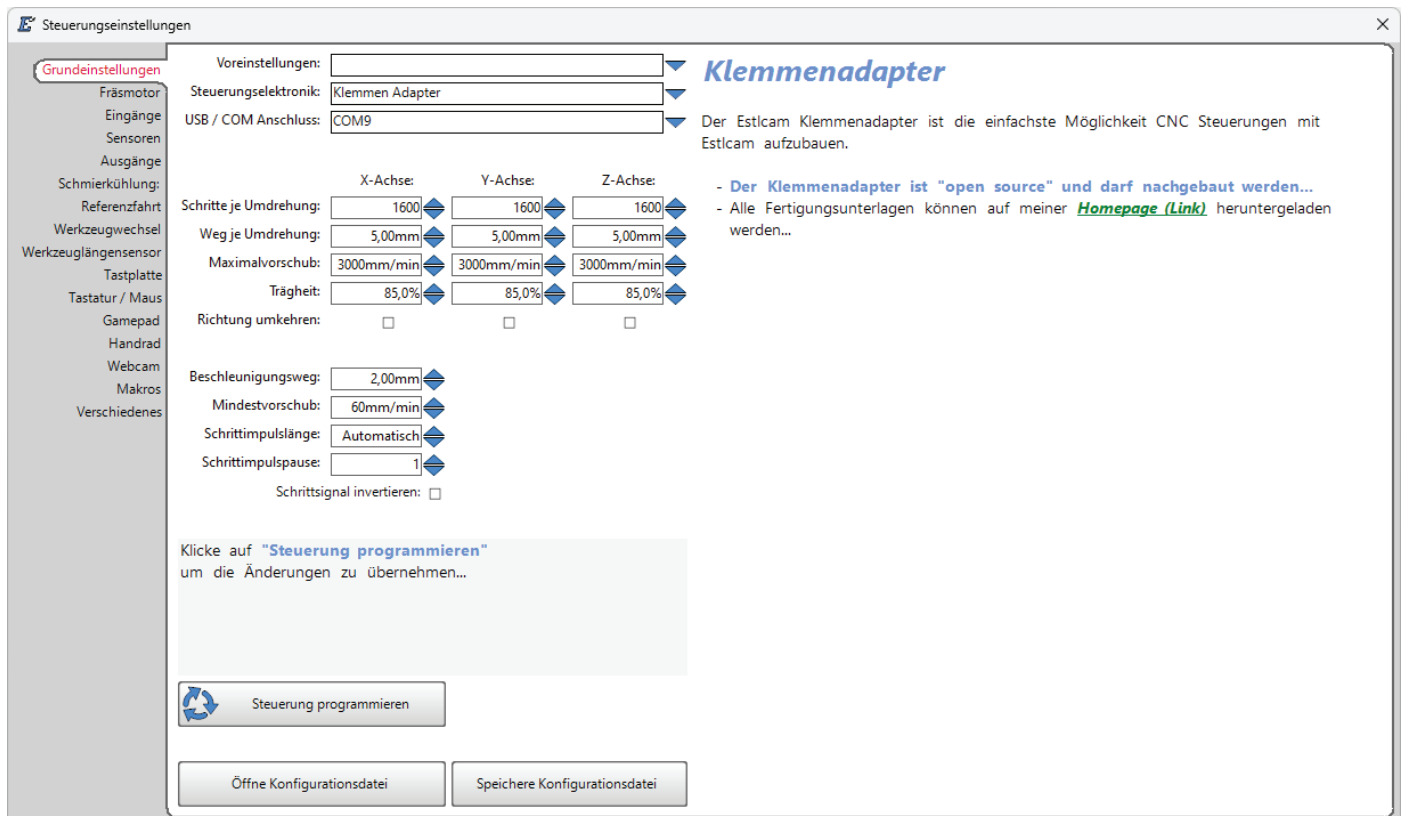 Steuerungseinstellungen
Grundeinstellungen
Fräsmotor
Eingänge
Sensoren
Ausgänge
Schmierkühlung:
Referenzfahrt
Werkzeugwechsel
Werkzeuglängensensor
Tastplatte
Tastatur / Maus
Gamepad
Handrad
Webcam
Makros
Verschiedenes
Voreinstellungen:
Steuerungselektronik: Klemmen Adapter
USB / COM Anschluss: COM9
X-Achse: Y-Achse: Z-Achse:
Schritte je Umdrehung: 1600 1600 1600
Weg je Umdrehung: 5,00mm 5,00mm 5,00mm
Maximalvorschub: 3000mm/min 3000mm/min 3000mm/min
Trägheit: 85,0% 85,0% 85,0%
Richtung umkehren:
Beschleunigungsweg: 2,00mm
Mindestvorschub: 60mm/min
Schrittimpulslänge: Automatisch
Schrittimpulspause: 1
Schrittsignal invertieren:
Klicke auf "Steuerung programmieren"
um die Änderungen zu übernehmen...
Steuerung programmieren
Öffne Konfigurationsdatei Speichere Konfigurationsdatei
Klemmenadapter
Der Estlcam Klemmenadapter ist die einfachste Möglichkeit CNC Steuerungen mit
Estlcam aufzubauen.
- Der Klemmenadapter ist "open source" und darf nachgebaut werden...
- Alle Fertigungsunterlagen können auf meiner Homepage (Link) heruntergeladen
werden...